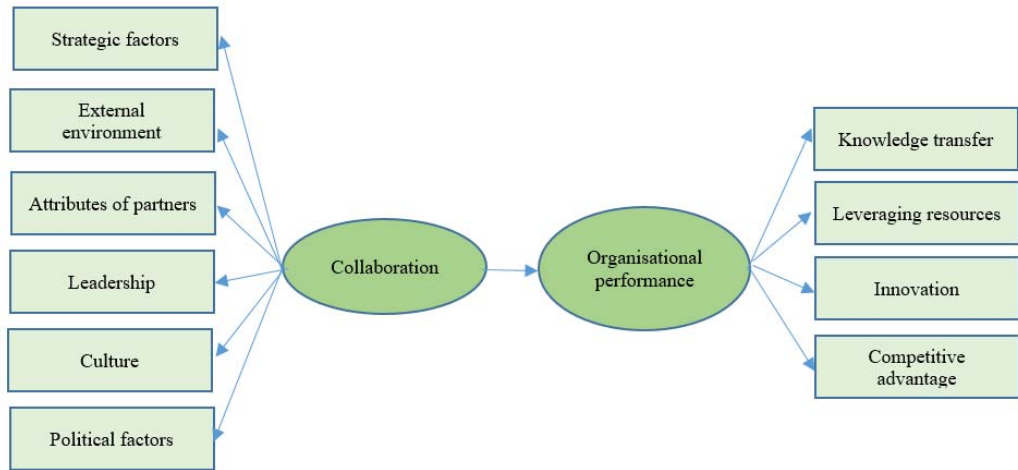 Strategic factors
External
environment
Attributes of partners
Leadership
Culture
Political factors
Collaboration
Organisational
performance
Knowledge transfer
Leveraging resources
Innovation
Competitive
advantage